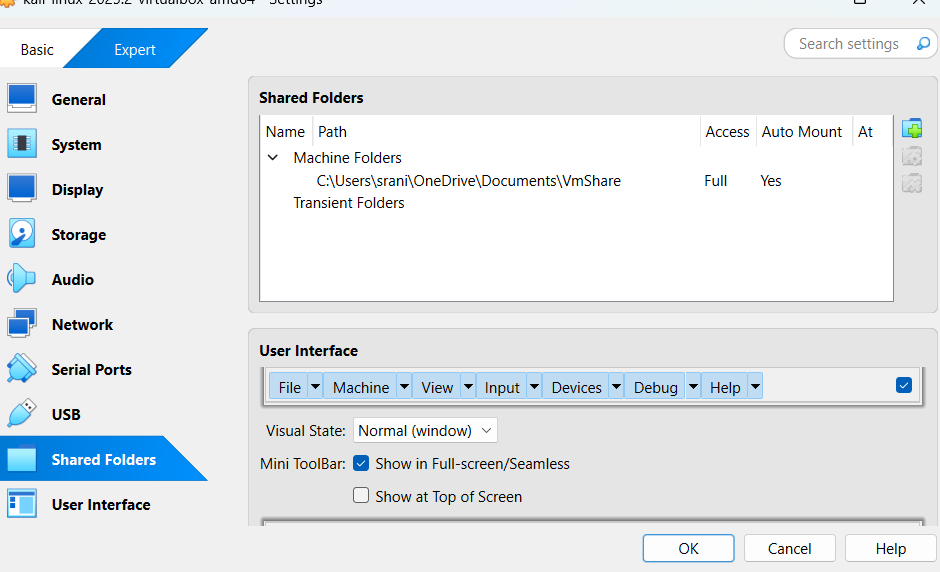 kali-linux-2025.2-virtualbox-amd64 - Settings
Basic
Expert
Search settings
General
System
Display
Storage
Audio
Network
Serial Ports
USB
Shared Folders
User Interface
Shared Folders
Name Path Access Auto Mount At
Machine Folders
C:\Users\srani\OneDrive\Documents\VmShare Full Yes
Transient Folders
User Interface
File Machine View Input Devices Debug Help
Visual State: Normal (window)
Mini ToolBar: Show in Full-screen/Seamless
Show at Top of Screen
OK Cancel Help